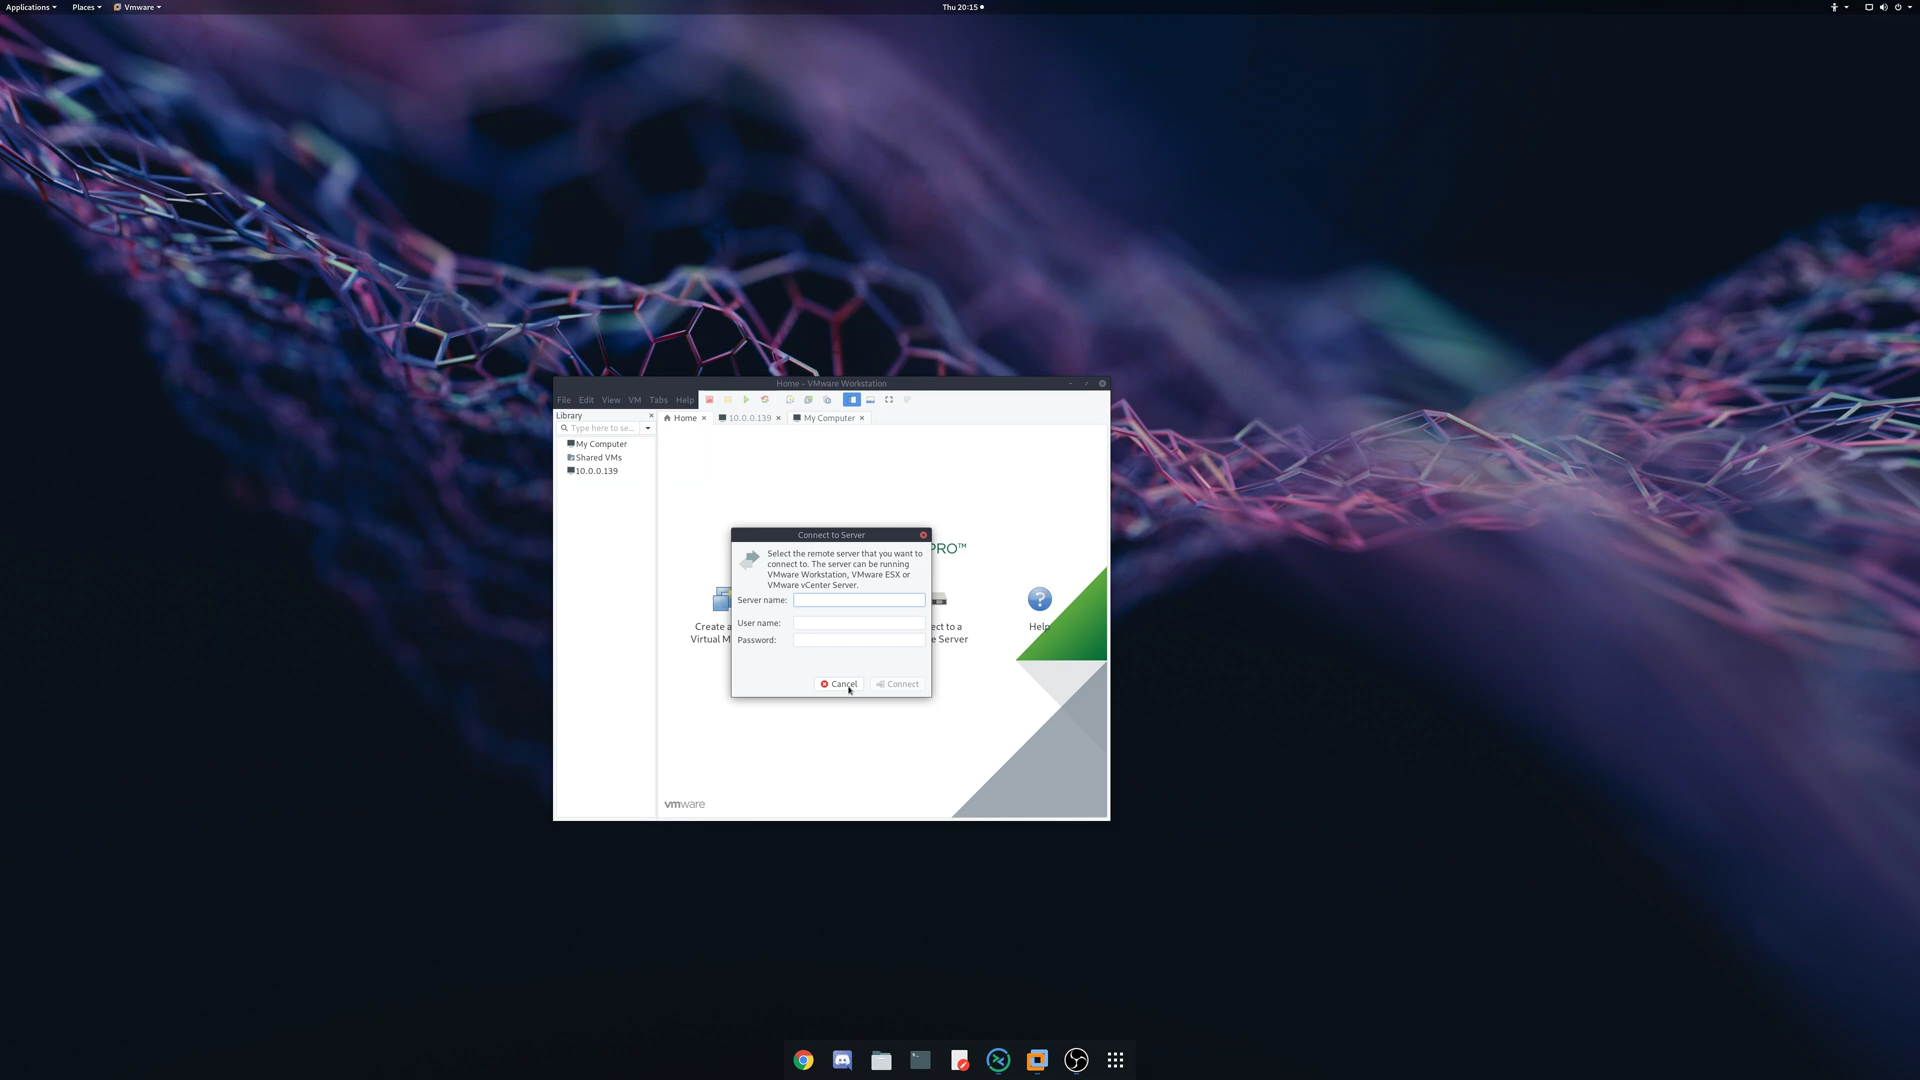 Applications Places Vmware Thu 20:15
Home - VMware Workstation
File Edit View VM Tabs Help
Library
Home 10.0.0.139 My Computer
Type here to se...
My Computer
Shared VMs
10.0.0.139
Connect to Server
PRO™
Select the remote server that you want to
connect to. The server can be running
VMware Workstation, VMware ESX or
VMware vCenter Server.
Server name:
User name:
Password:
Create a
Virtual M
ect to a
e Server
Help
Cancel Connect
vmware